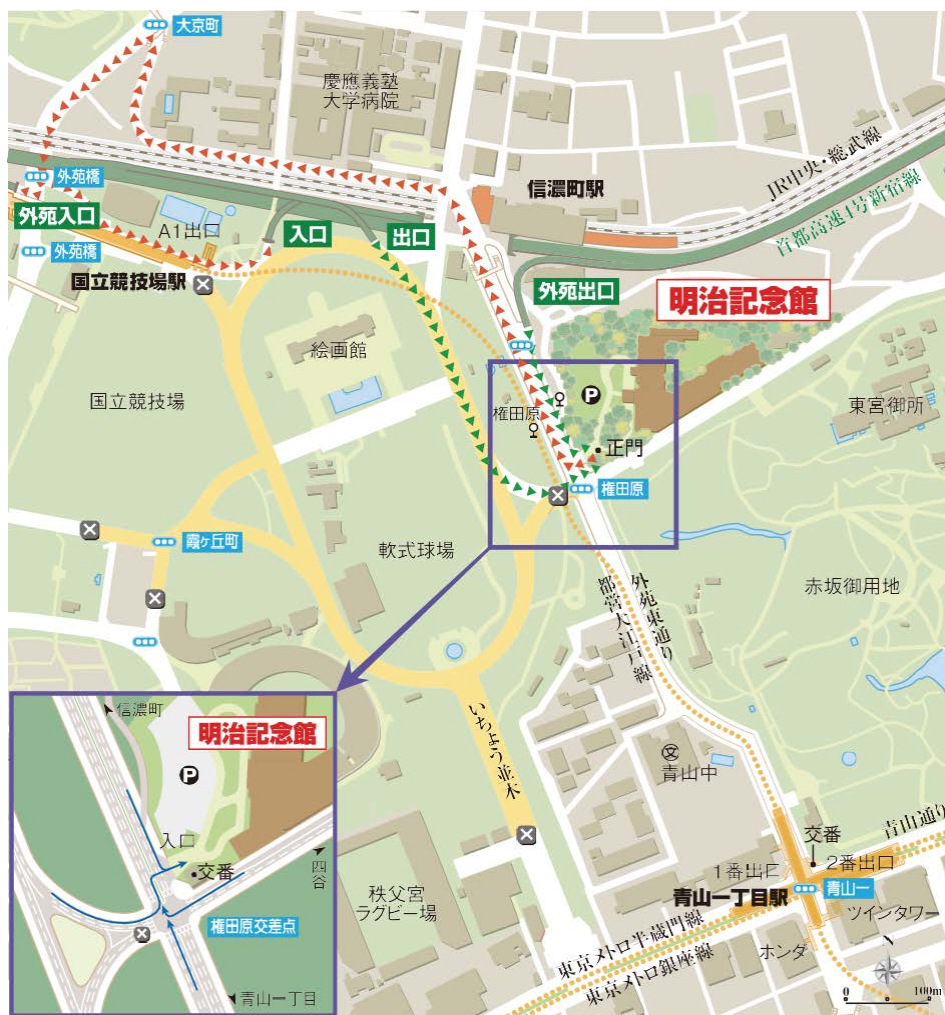 大京町
慶應義塾
大学病院
JR中央・総武線
首都高速4号新宿線
信濃町駅
外苑橋
外苑入口
A1出口
入口
出口
外苑橋
国立競技場駅
外苑出口
明治記念館
絵画館
国立競技場
権田原
P
正門
東宮御所
権田原
霞ヶ丘町
軟式球場
赤坂御用地
外苑東通り
都営大江戸線
いちょう並木
文
青山中
信濃町
明治記念館
P
入口
交番
四谷
権田原交差点
青山一丁目
秩父宮
ラグビー場
交番
青山通り
1番出口
2番出口
青山一丁目駅
青山一
ツインタワー
ホンダ
東京メトロ半蔵門線
東京メトロ銀座線
0 100m